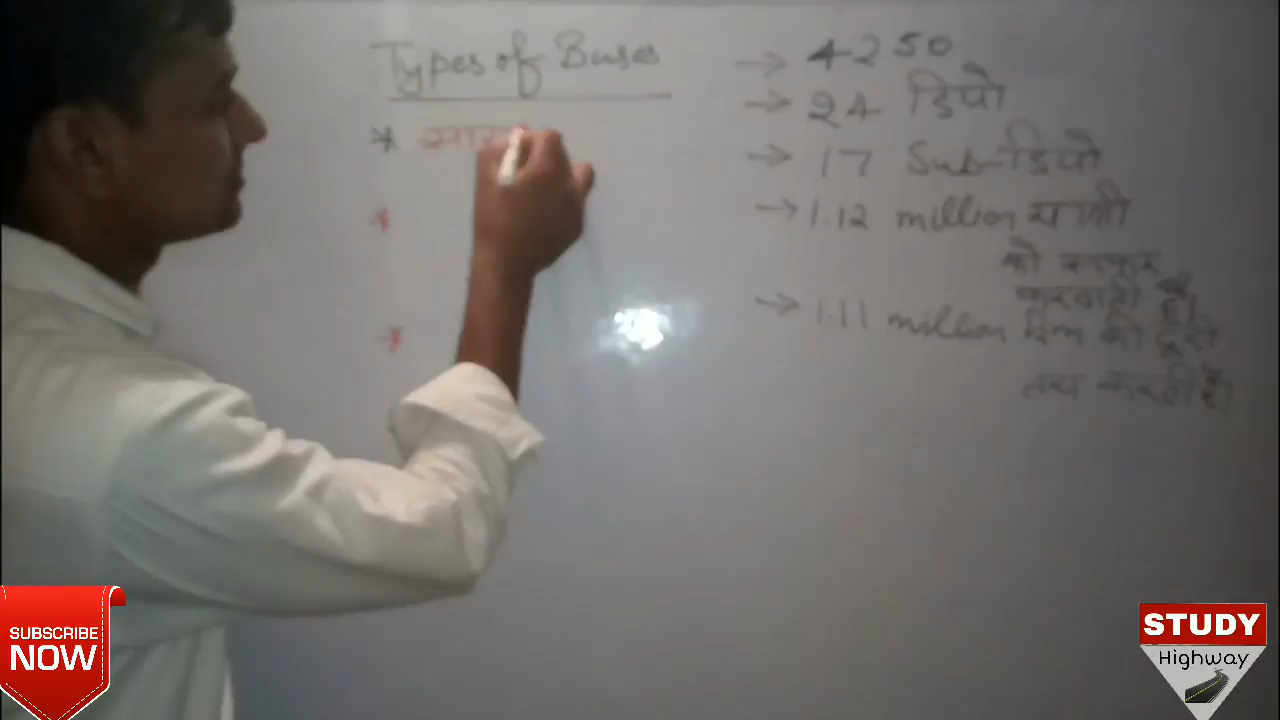 Types of Buses
*
*
*
→ 4250
→ 24 डिपो
→ 17 Sub-डिपो
→ 1.12 million यात्री
को सफर
करवाती है।
→ 1.11 million km की दूरी
तय करती है।
SUBSCRIBE
NOW
STUDY
Highway